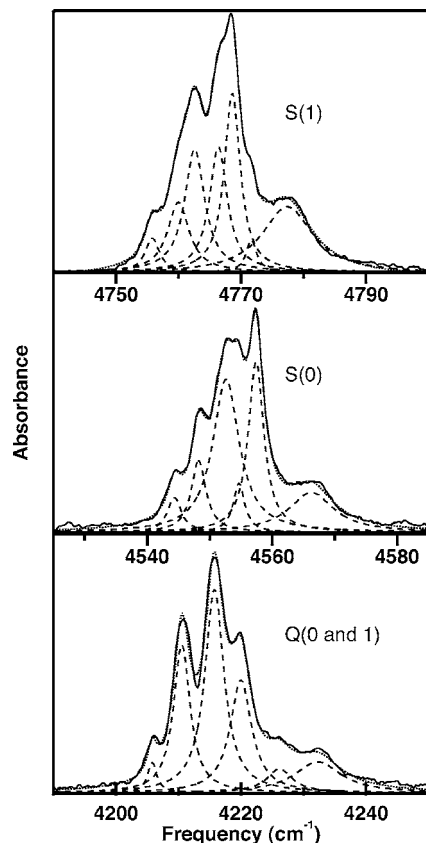 S(1)
4750 4770 4790
S(0)
Absorbance
4540 4560 4580
Q(0 and 1)
4200 4220 4240
Frequency (cm-1)